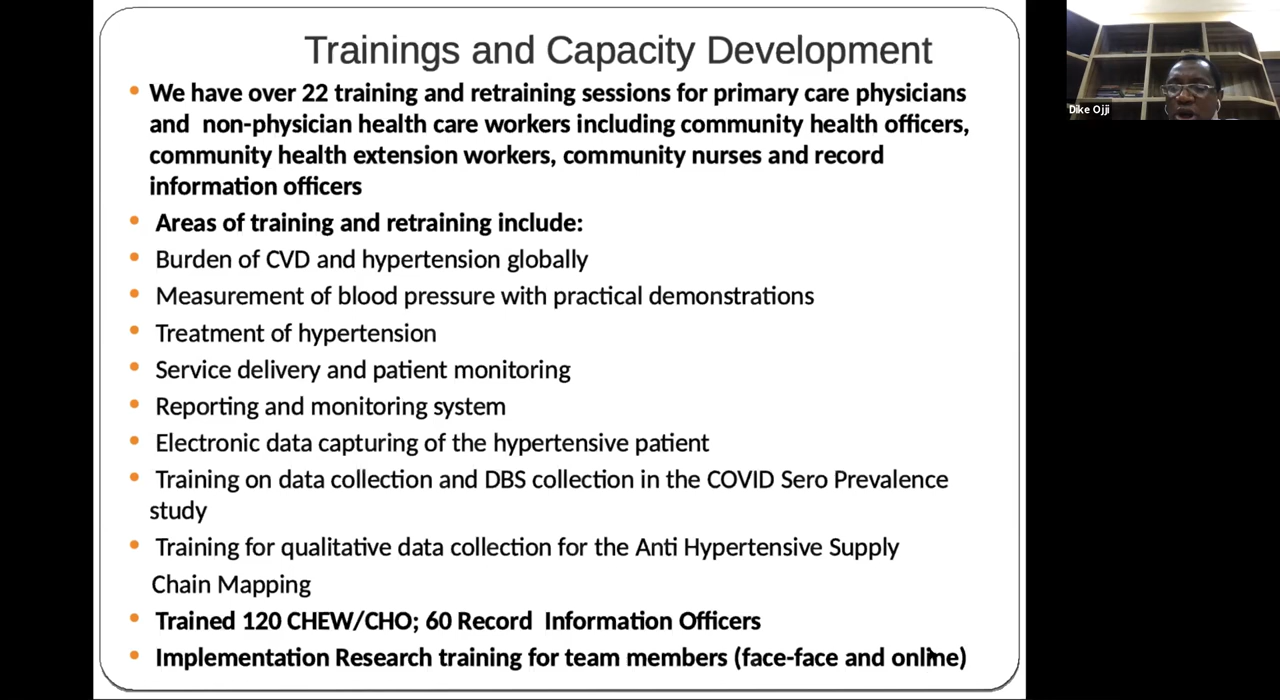 Trainings and Capacity Development
• We have over 22 training and retraining sessions for primary care physicians
and non-physician health care workers including community health officers,
community health extension workers, community nurses and record
information officers
• Areas of training and retraining include:
• Burden of CVD and hypertension globally
• Measurement of blood pressure with practical demonstrations
• Treatment of hypertension
• Service delivery and patient monitoring
• Reporting and monitoring system
• Electronic data capturing of the hypertensive patient
• Training on data collection and DBS collection in the COVID Sero Prevalence
study
• Training for qualitative data collection for the Anti Hypertensive Supply
Chain Mapping
• Trained 120 CHEW/CHO; 60 Record Information Officers
• Implementation Research training for team members (face-face and online)
Dike Ojji